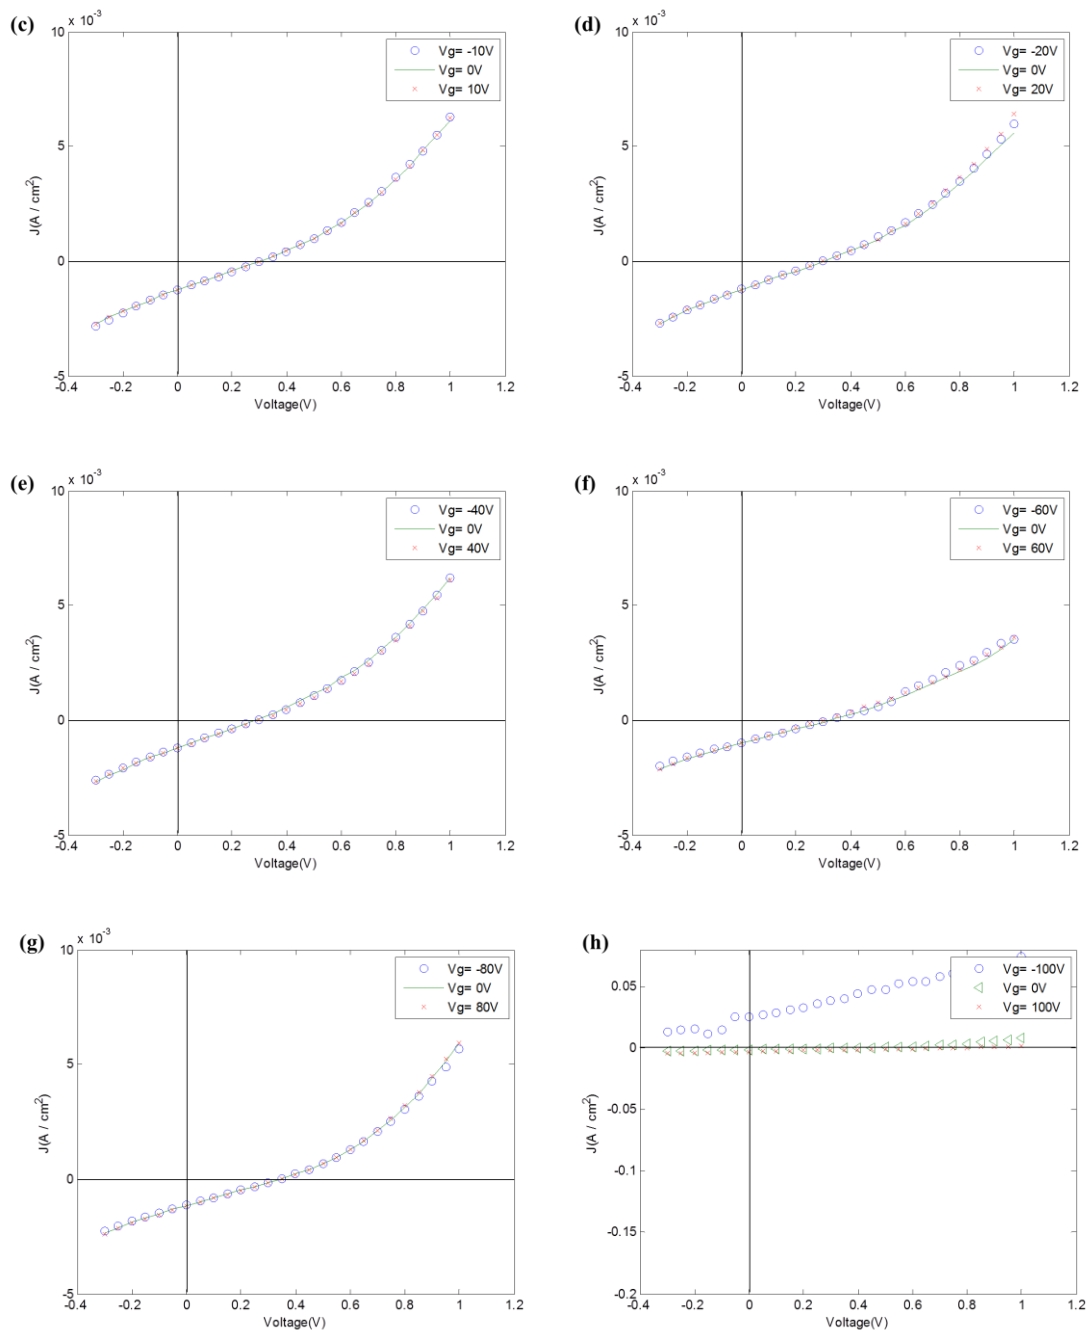 (c)
x 10^-3
10
5
0
-5
J(A / cm²)
-0.4 -0.2 0 0.2 0.4 0.6 0.8 1 1.2
Voltage(V)
Vg= -10V
Vg= 0V
Vg= 10V
(d)
x 10^-3
10
5
0
-5
J(A / cm²)
-0.4 -0.2 0 0.2 0.4 0.6 0.8 1 1.2
Voltage(V)
Vg= -20V
Vg= 0V
Vg= 20V
(e)
x 10^-3
10
5
0
-5
J(A / cm²)
-0.4 -0.2 0 0.2 0.4 0.6 0.8 1 1.2
Voltage(V)
Vg= -40V
Vg= 0V
Vg= 40V
(f)
x 10^-3
10
5
0
-5
J(A / cm²)
-0.4 -0.2 0 0.2 0.4 0.6 0.8 1 1.2
Voltage(V)
Vg= -60V
Vg= 0V
Vg= 60V
(g)
x 10^-3
10
5
0
-5
J(A / cm²)
-0.4 -0.2 0 0.2 0.4 0.6 0.8 1 1.2
Voltage(V)
Vg= -80V
Vg= 0V
Vg= 80V
(h)
0.05
0
-0.05
-0.1
-0.15
-0.2
J(A / cm²)
-0.4 -0.2 0 0.2 0.4 0.6 0.8 1 1.2
Voltage(V)
Vg= -100V
Vg= 0V
Vg= 100V